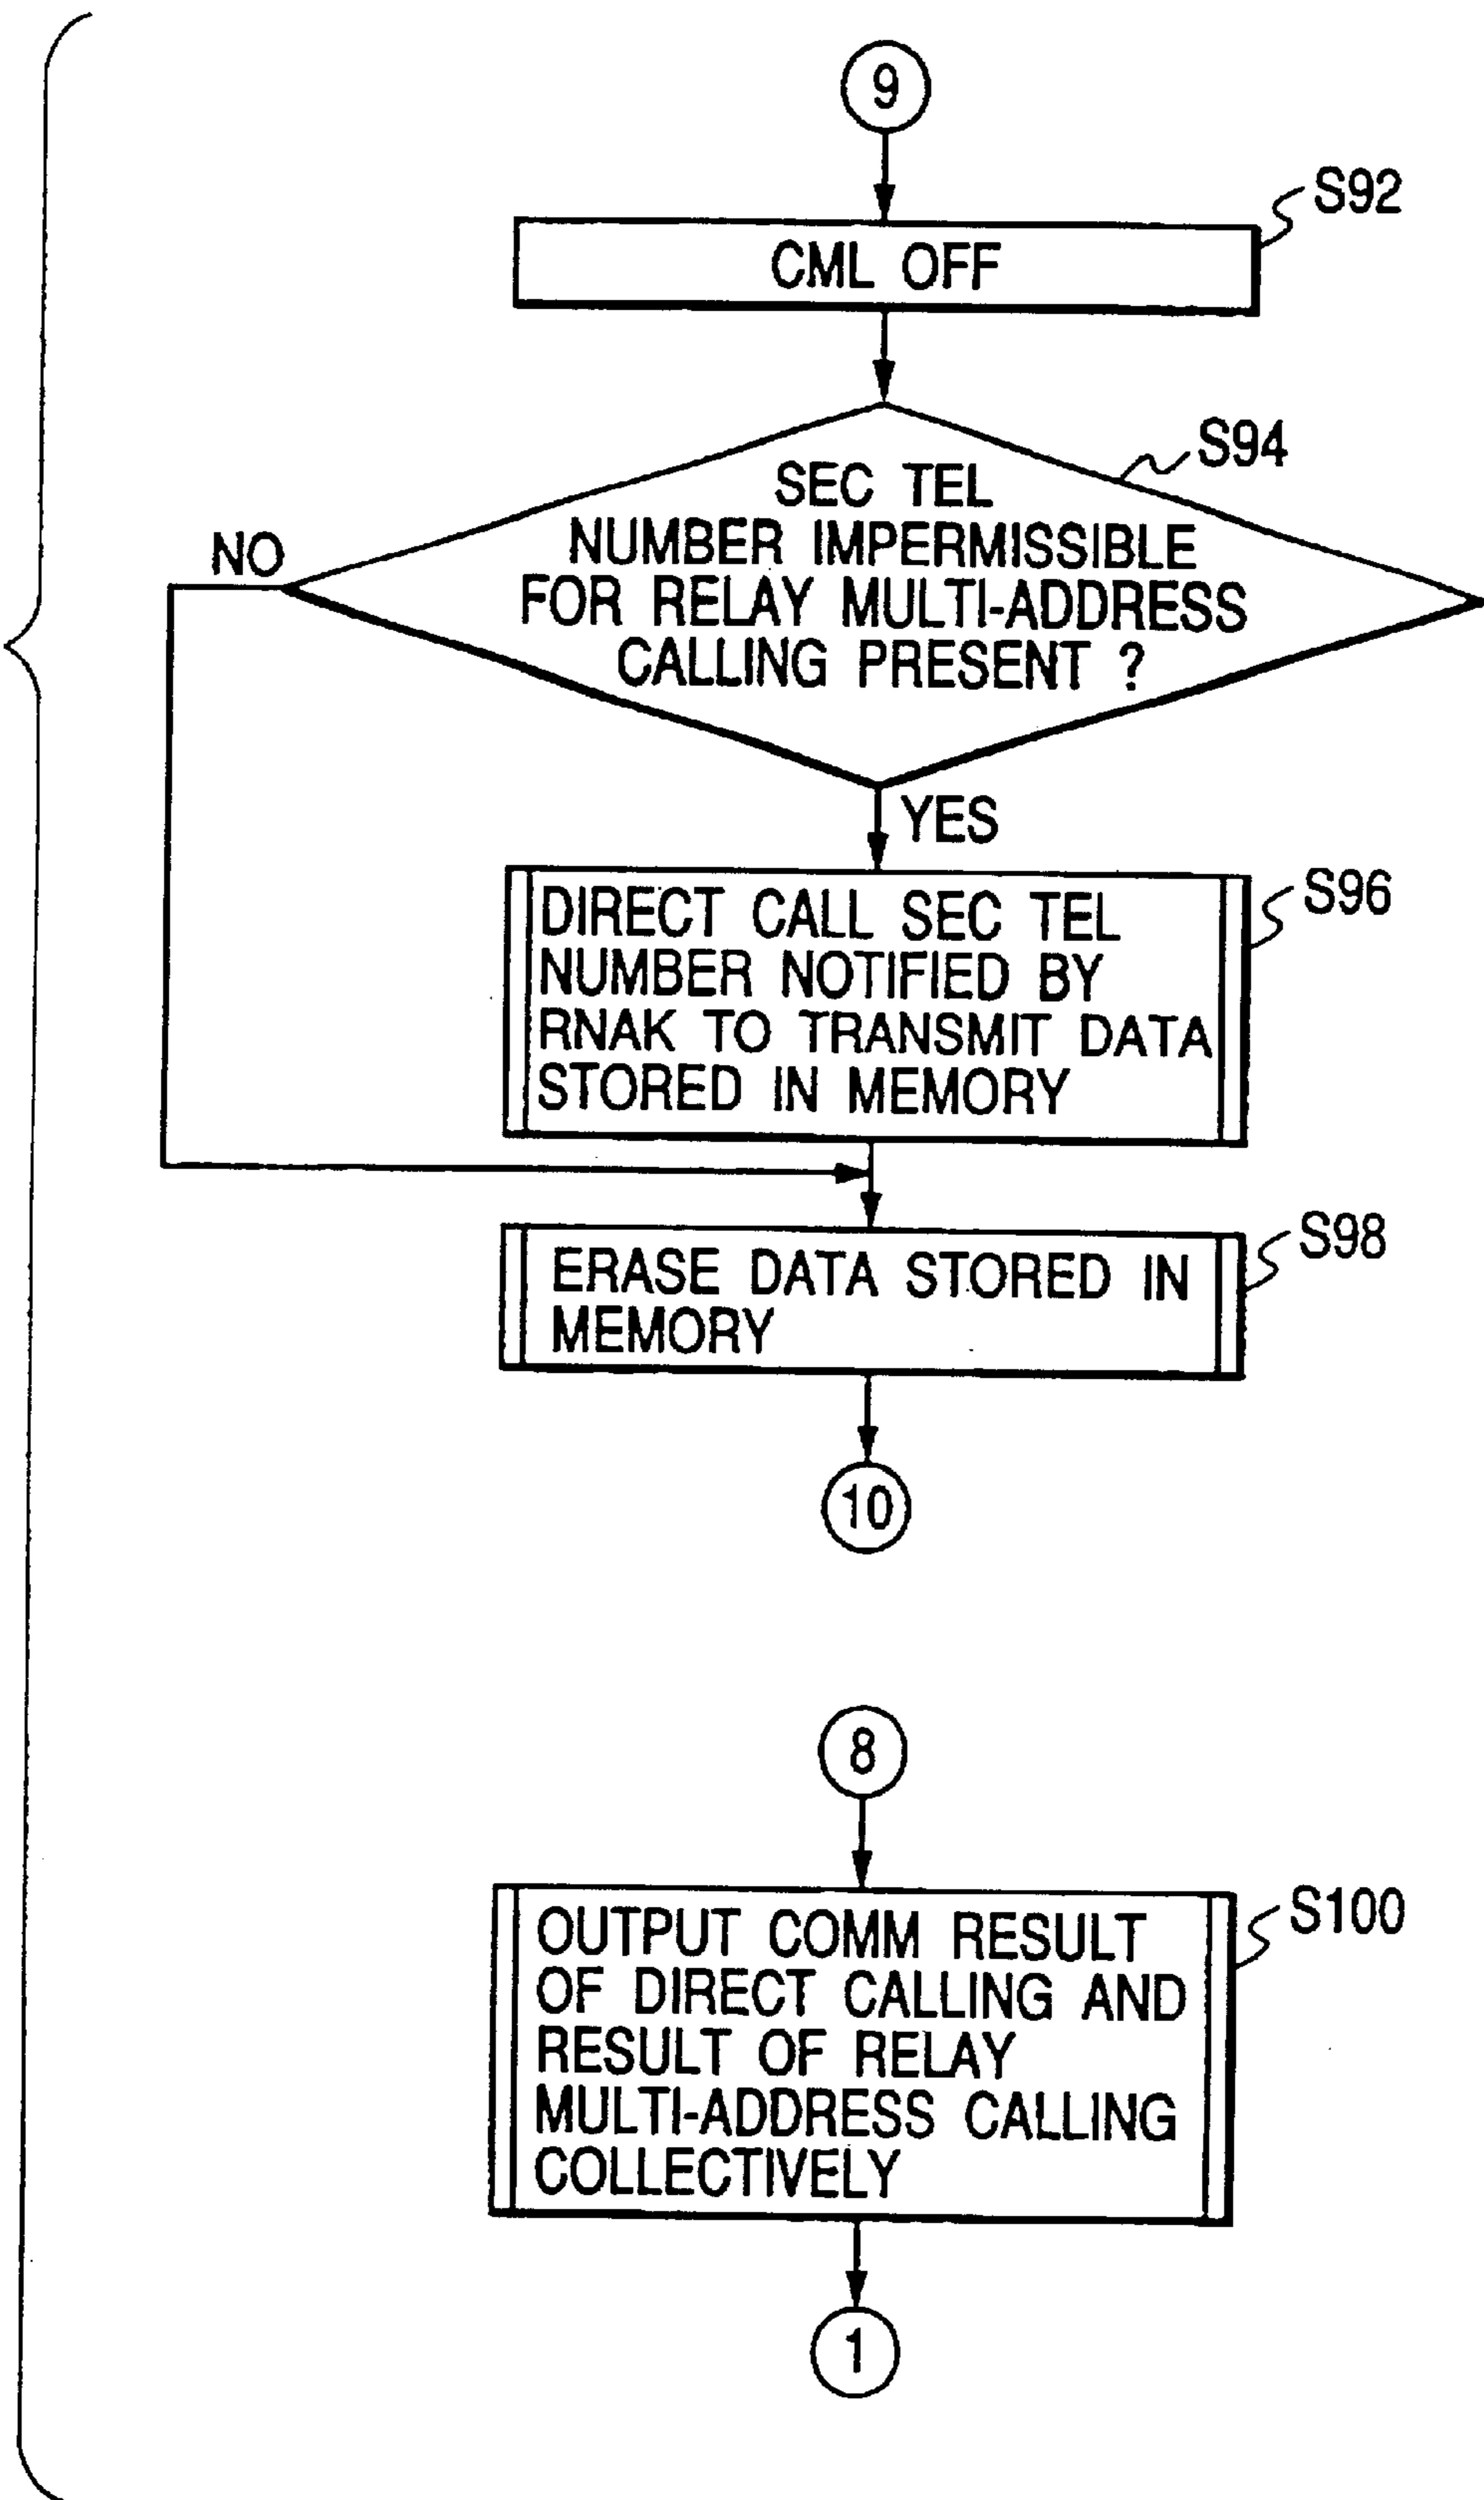 9
S92
CML OFF
S94
SEC TEL
NUMBER IMPERMISSIBLE
FOR RELAY MULTI-ADDRESS
CALLING PRESENT ?
NO
YES
S96
DIRECT CALL SEC TEL
NUMBER NOTIFIED BY
RNAK TO TRANSMIT DATA
STORED IN MEMORY
S98
ERASE DATA STORED IN
MEMORY
10
8
S100
OUTPUT COMM RESULT
OF DIRECT CALLING AND
RESULT OF RELAY
MULTI-ADDRESS CALLING
COLLECTIVELY
1